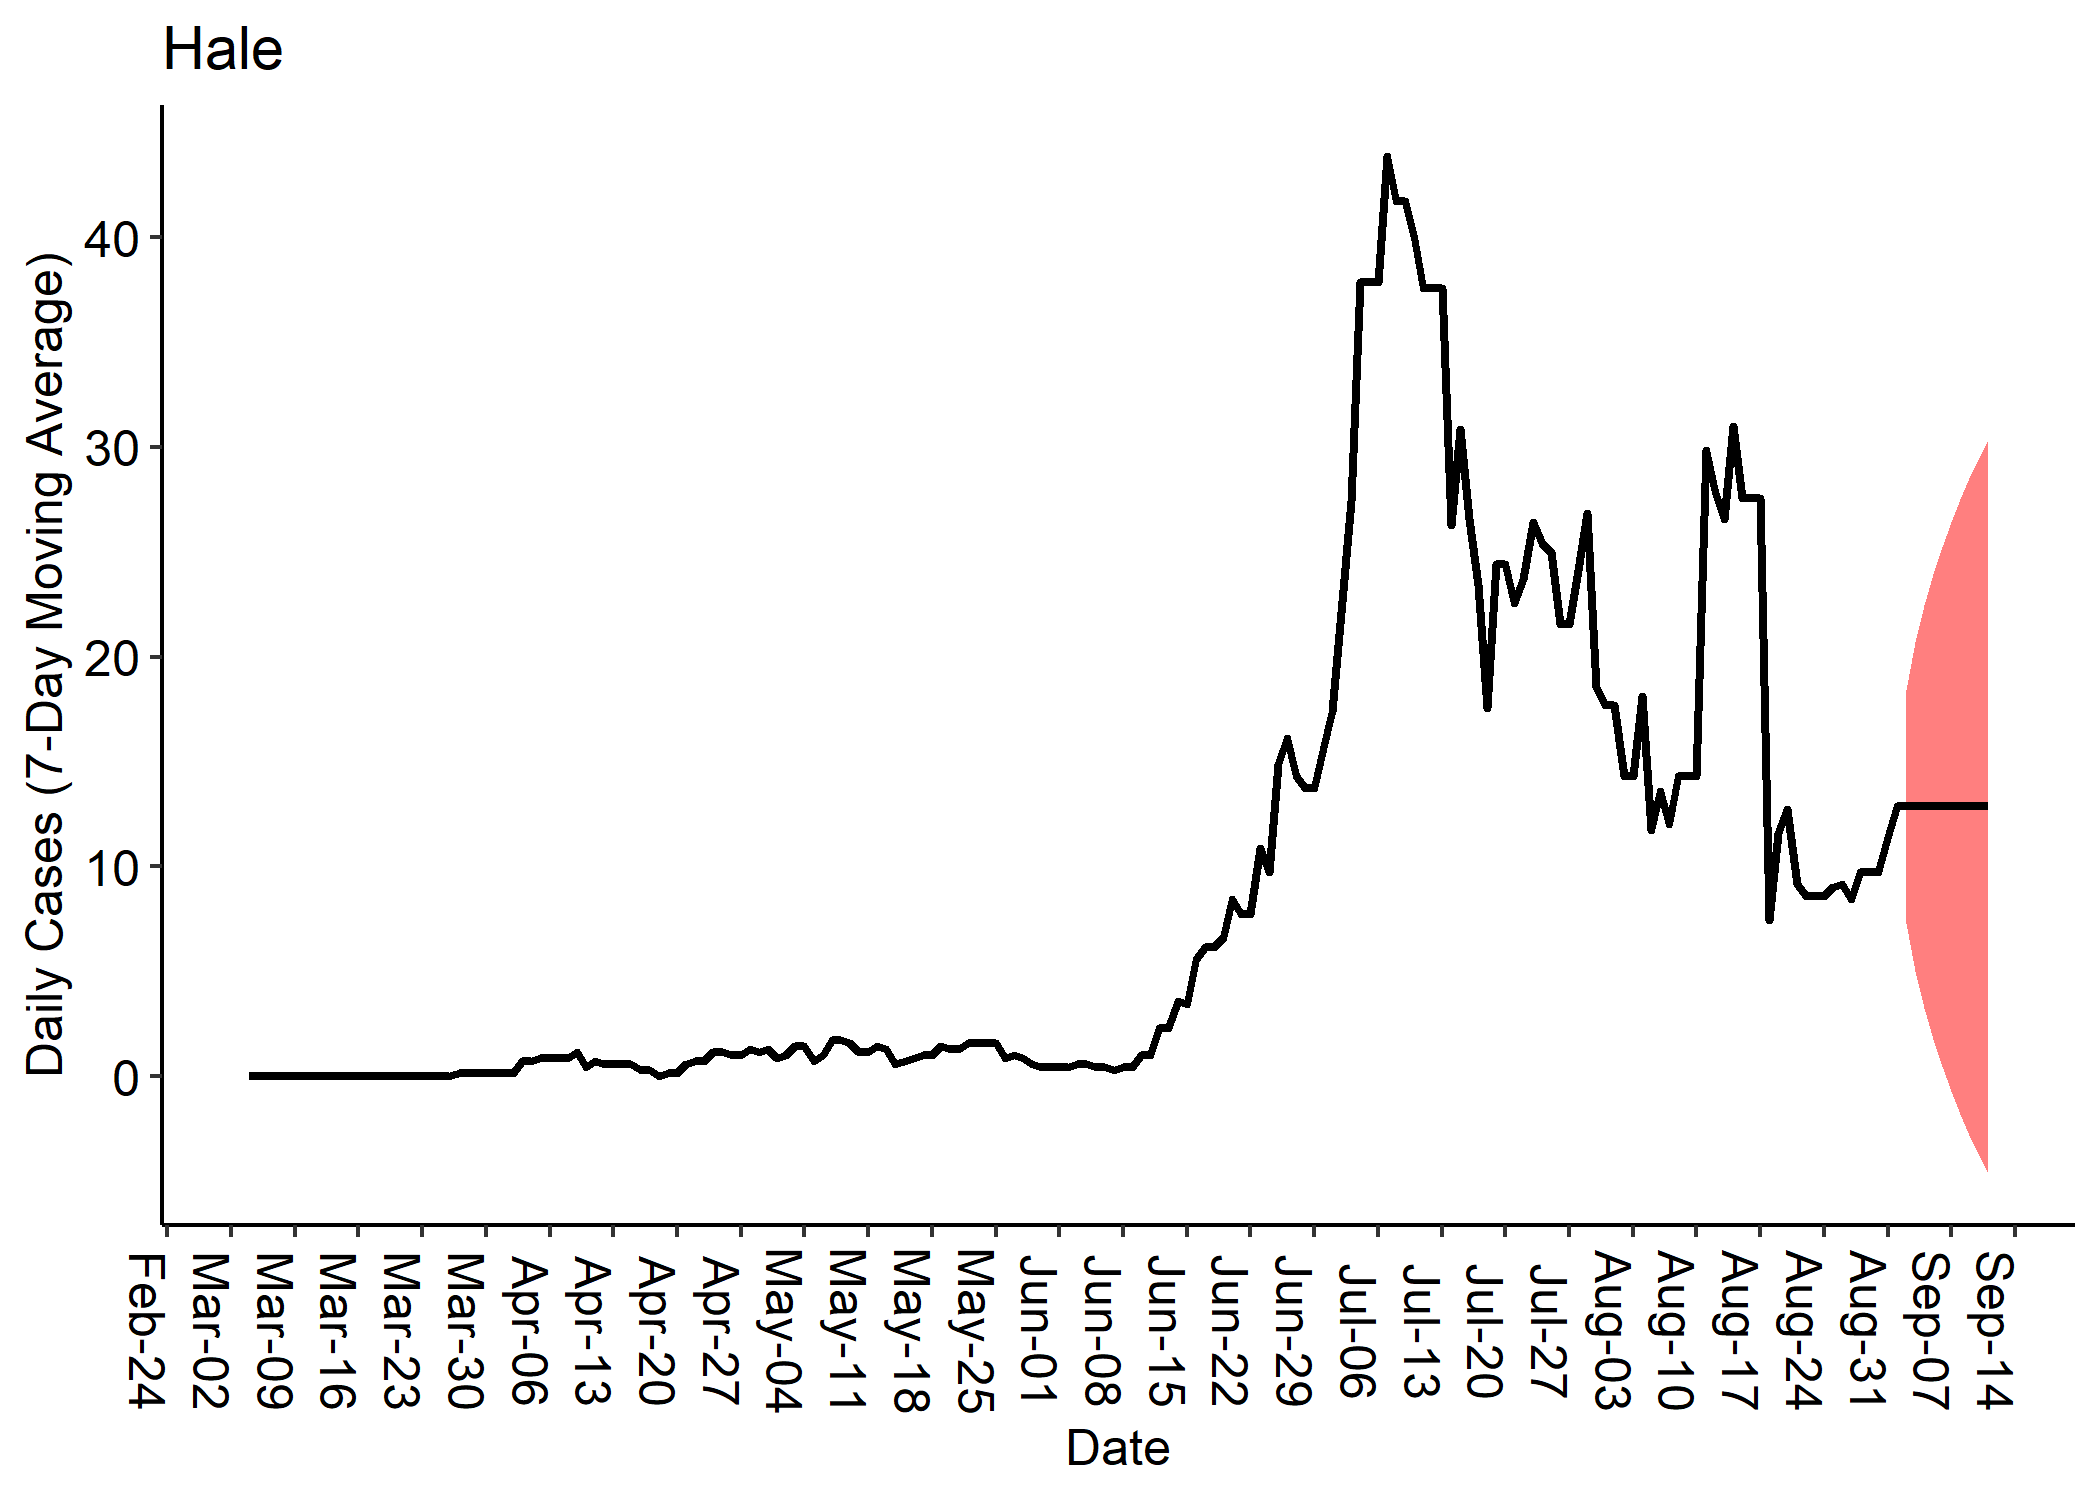 Hale
Daily Cases (7-Day Moving Average)
40
30
20
10
0
Feb-24
Mar-02
Mar-09
Mar-16
Mar-23
Mar-30
Apr-06
Apr-13
Apr-20
Apr-27
May-04
May-11
May-18
May-25
Jun-01
Jun-08
Jun-15
Jun-22
Jun-29
Jul-06
Jul-13
Jul-20
Jul-27
Aug-03
Aug-10
Aug-17
Aug-24
Aug-31
Sep-07
Sep-14
Date